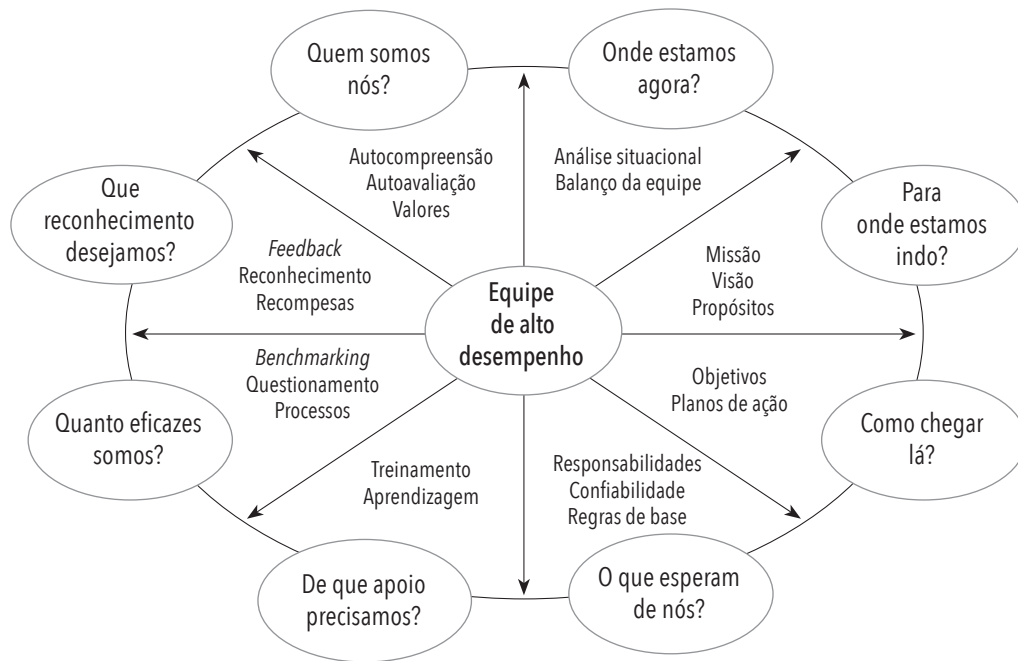 Quem somos
nós?
Onde estamos
agora?
Autocompreensão
Autoavaliação
Valores
Análise situacional
Balanço da equipe
Que
reconhecimento
desejamos?
Para
onde estamos
indo?
Feedback
Reconhecimento
Recompesas
Missão
Visão
Propósitos
Equipe
de alto
desempenho
Benchmarking
Questionamento
Processos
Objetivos
Planos de ação
Quanto eficazes
somos?
Como chegar
lá?
Treinamento
Aprendizagem
Responsabilidades
Confiabilidade
Regras de base
De que apoio
precisamos?
O que esperam
de nós?